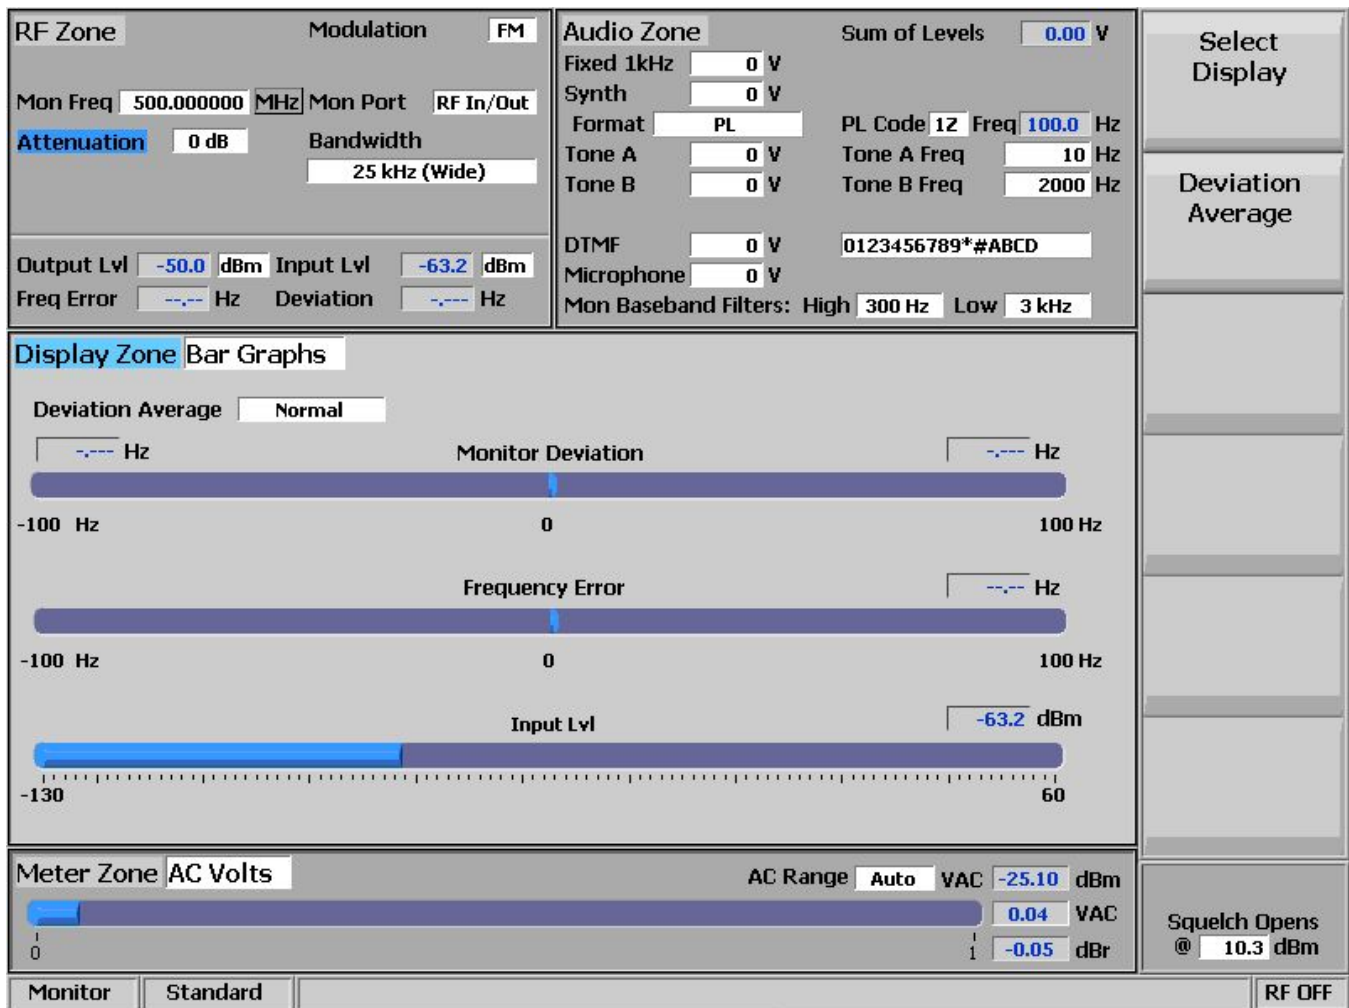 RF Zone Modulation FM
Mon Freq 500.000000 MHz Mon Port RF In/Out
Attenuation 0 dB Bandwidth
25 kHz (Wide)
Output Lvl -50.0 dBm Input Lvl -63.2 dBm
Freq Error --.-- Hz Deviation -.--- Hz
Audio Zone Sum of Levels 0.00 V
Fixed 1kHz 0 V
Synth 0 V
Format PL PL Code 1Z Freq 100.0 Hz
Tone A 0 V Tone A Freq 10 Hz
Tone B 0 V Tone B Freq 2000 Hz
DTMF 0 V 0123456789*#ABCD
Microphone 0 V
Mon Baseband Filters: High 300 Hz Low 3 kHz
Select
Display
Deviation
Average
Display Zone Bar Graphs
Deviation Average Normal
-.--- Hz Monitor Deviation -.--- Hz
-100 Hz 0 100 Hz
Frequency Error --.-- Hz
-100 Hz 0 100 Hz
Input Lvl -63.2 dBm
-130 60
Meter Zone AC Volts AC Range Auto VAC -25.10 dBm
0.04 VAC
0 1 -0.05 dBr
Squelch Opens
@ 10.3 dBm
Monitor Standard RF OFF